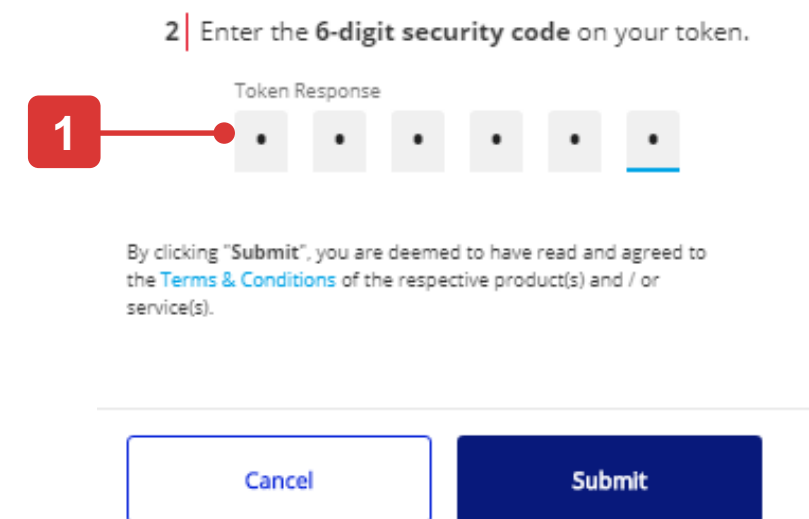 2 Enter the 6-digit security code on your token.
Token Response
1
By clicking "Submit", you are deemed to have read and agreed to
the Terms & Conditions of the respective product(s) and / or
service(s).
Cancel
Submit